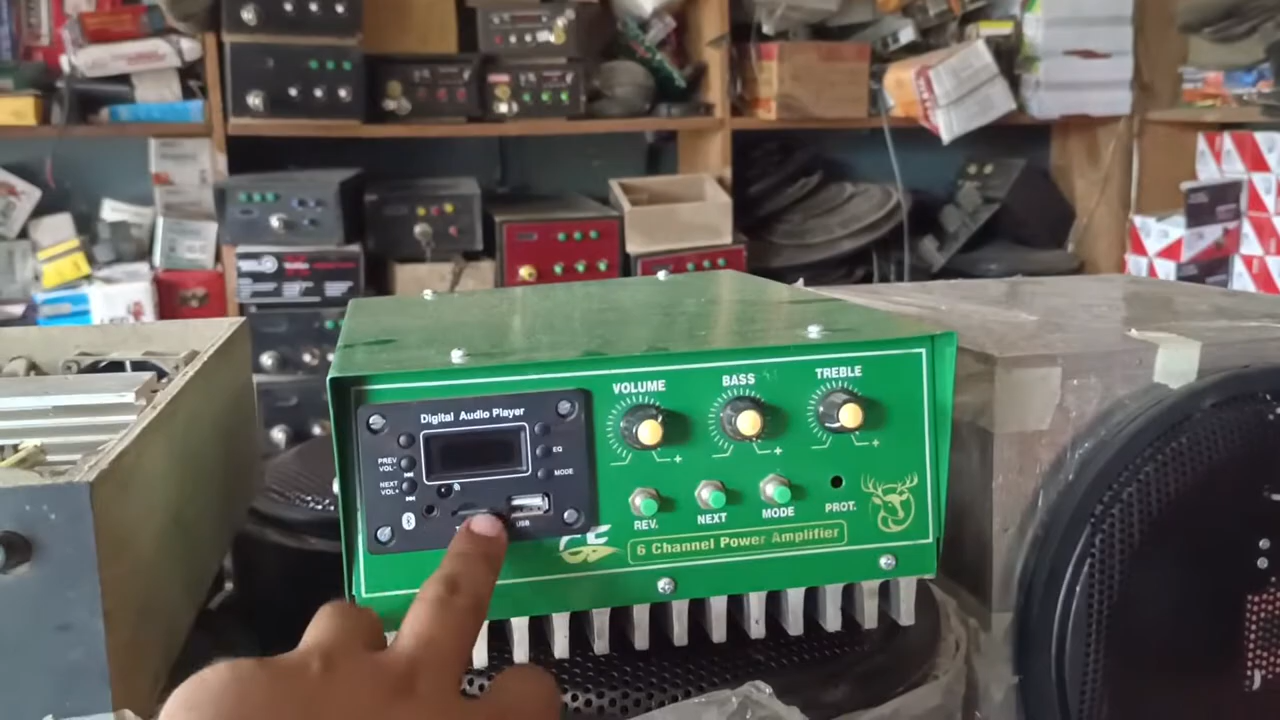 Digital Audio Player
PREV
VOL-
NEXT
VOL+
EQ
MODE
USB
VOLUME
BASS
TREBLE
REV.
NEXT
MODE
PROT.
6 Channel Power Amplifier